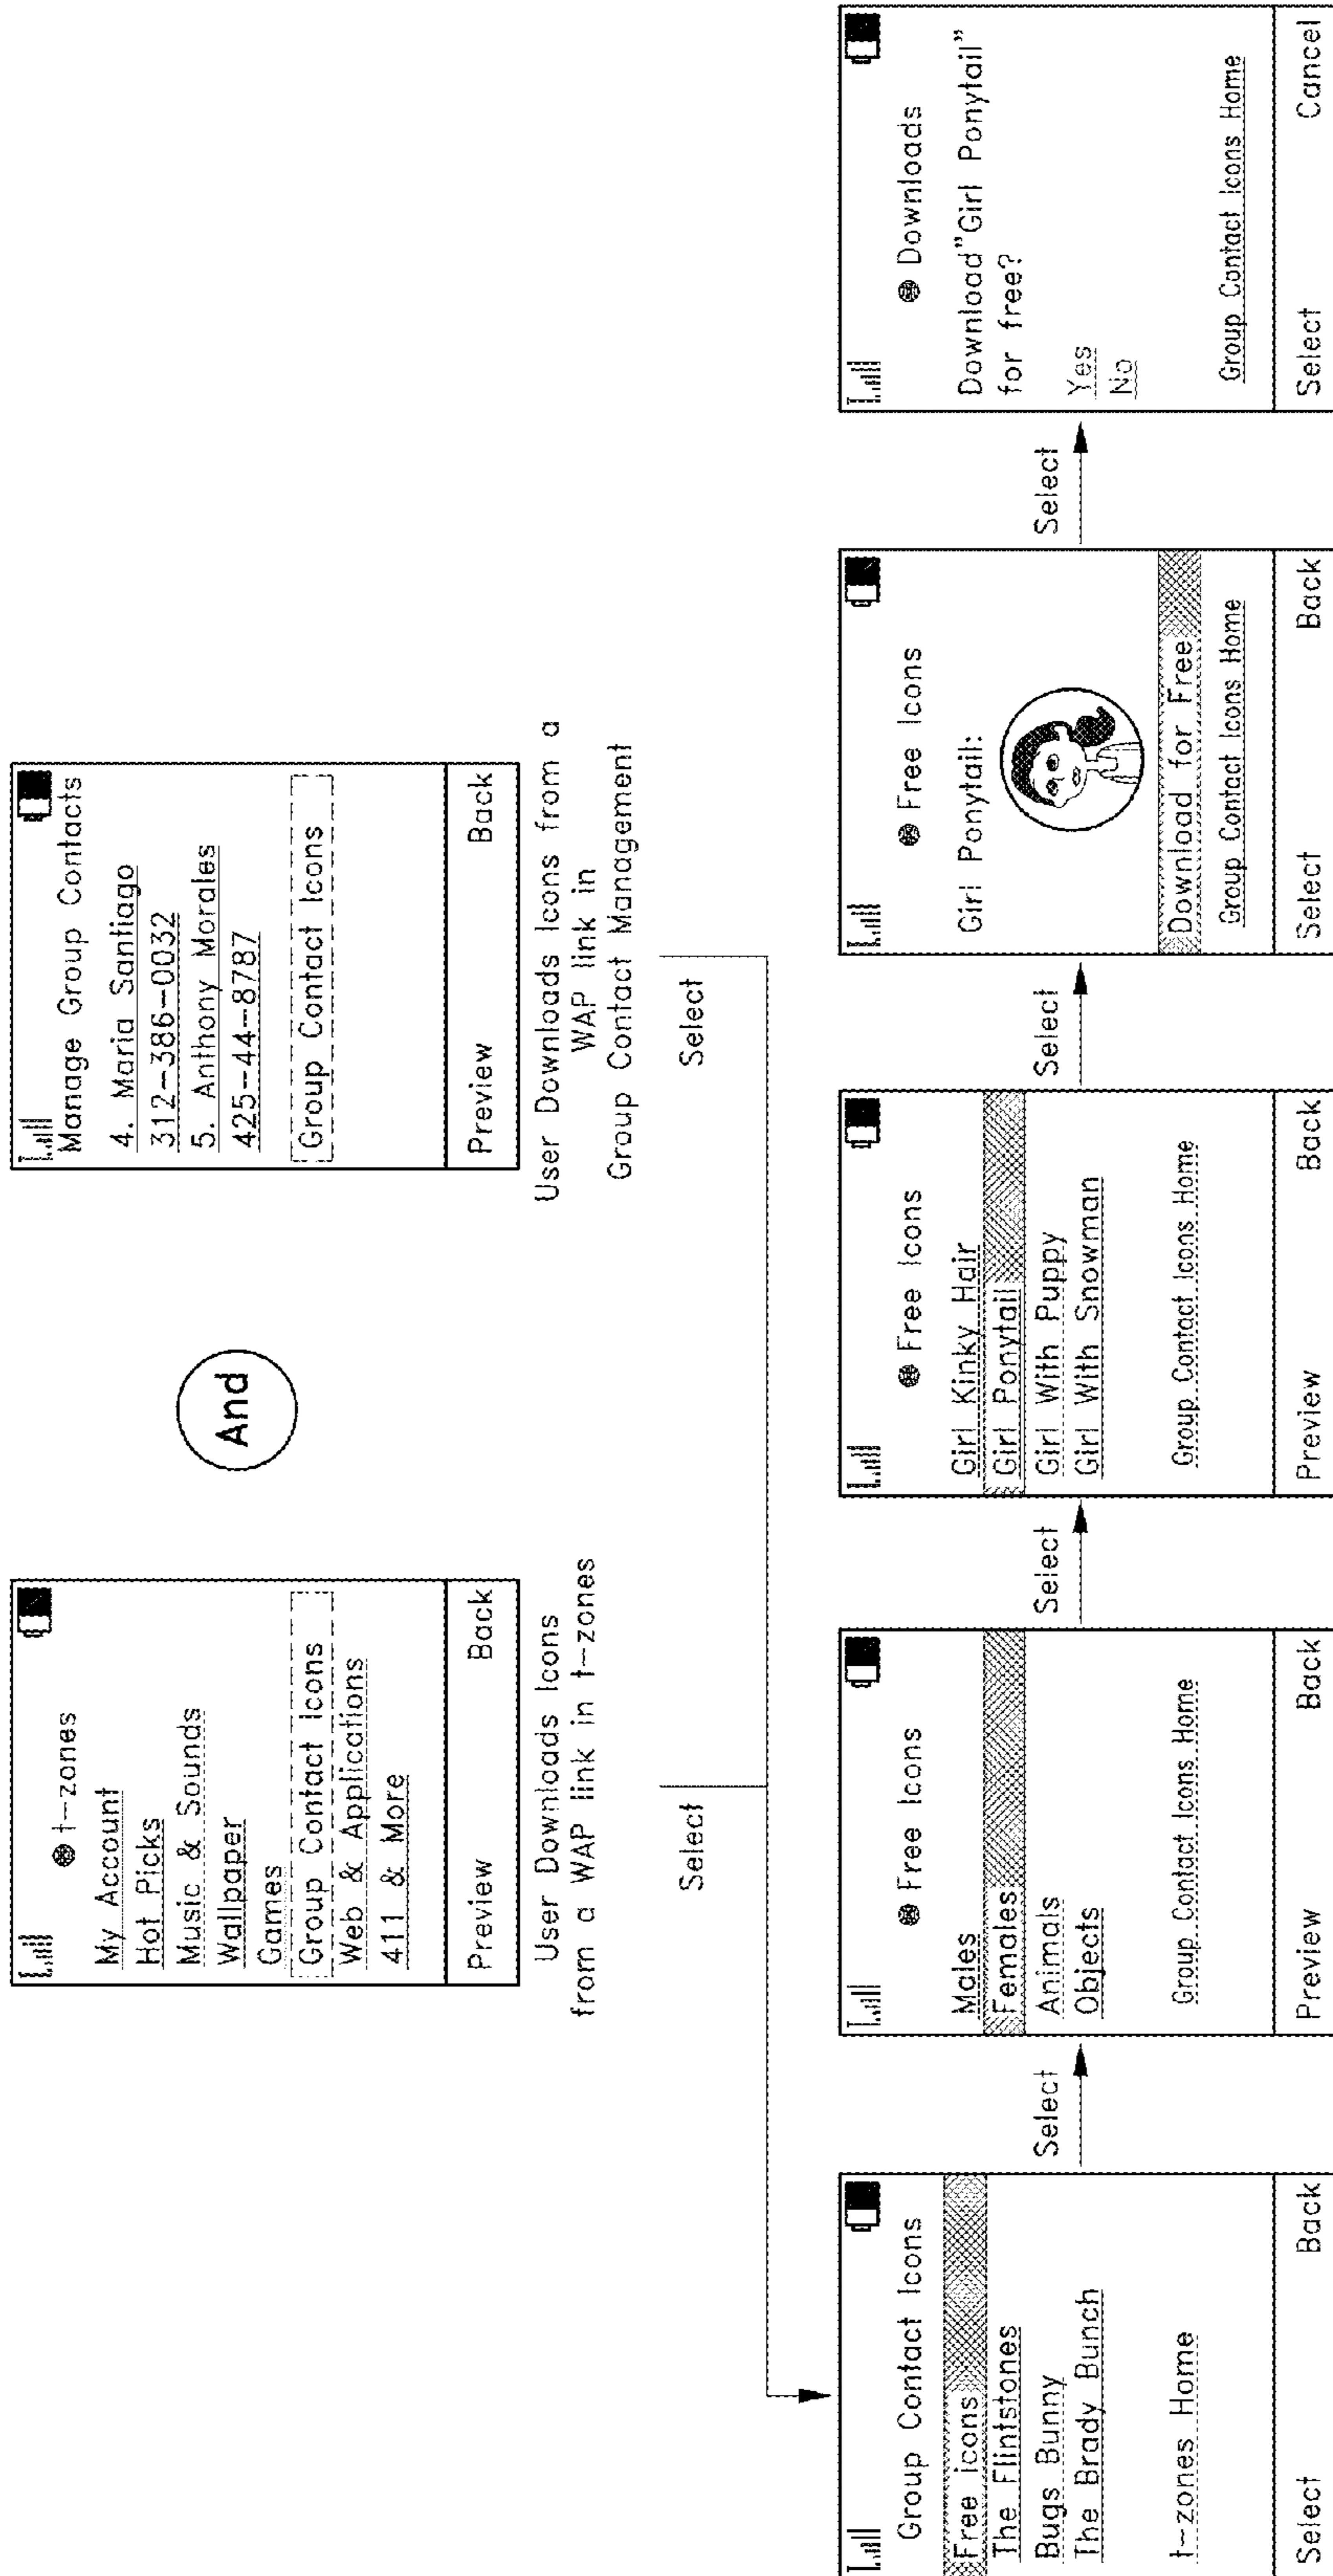 t-zones
My Account
Hot Picks
Music & Sounds
Wallpaper
Games
Group Contact Icons
Web & Applications
411 & More
Preview Back
User Downloads Icons
from a WAP link in t-zones
And
Manage Group Contacts
4. Maria Santiago
312-386-0032
5. Anthony Morales
425-44-8787
Group Contact Icons
Preview Back
User Downloads Icons from a
WAP link in
Group Contact Management
Select
Select
Group Contact Icons
Free icons
The Flintstones
Bugs Bunny
The Brady Bunch
t-zones Home
Select Back
Select
Free Icons
Males
Females
Animals
Objects
Group Contact Icons Home
Preview Back
Select
Free Icons
Girl Kinky Hair
Girl Ponytail
Girl With Puppy
Girl With Snowman
Group Contact Icons Home
Preview Back
Select
Free Icons
Girl Ponytail:
Download for Free
Group Contact Icons Home
Select Back
Select
Downloads
Download"Girl Ponytail"
for free?
Yes
No
Group Contact Icons Home
Select Cancel